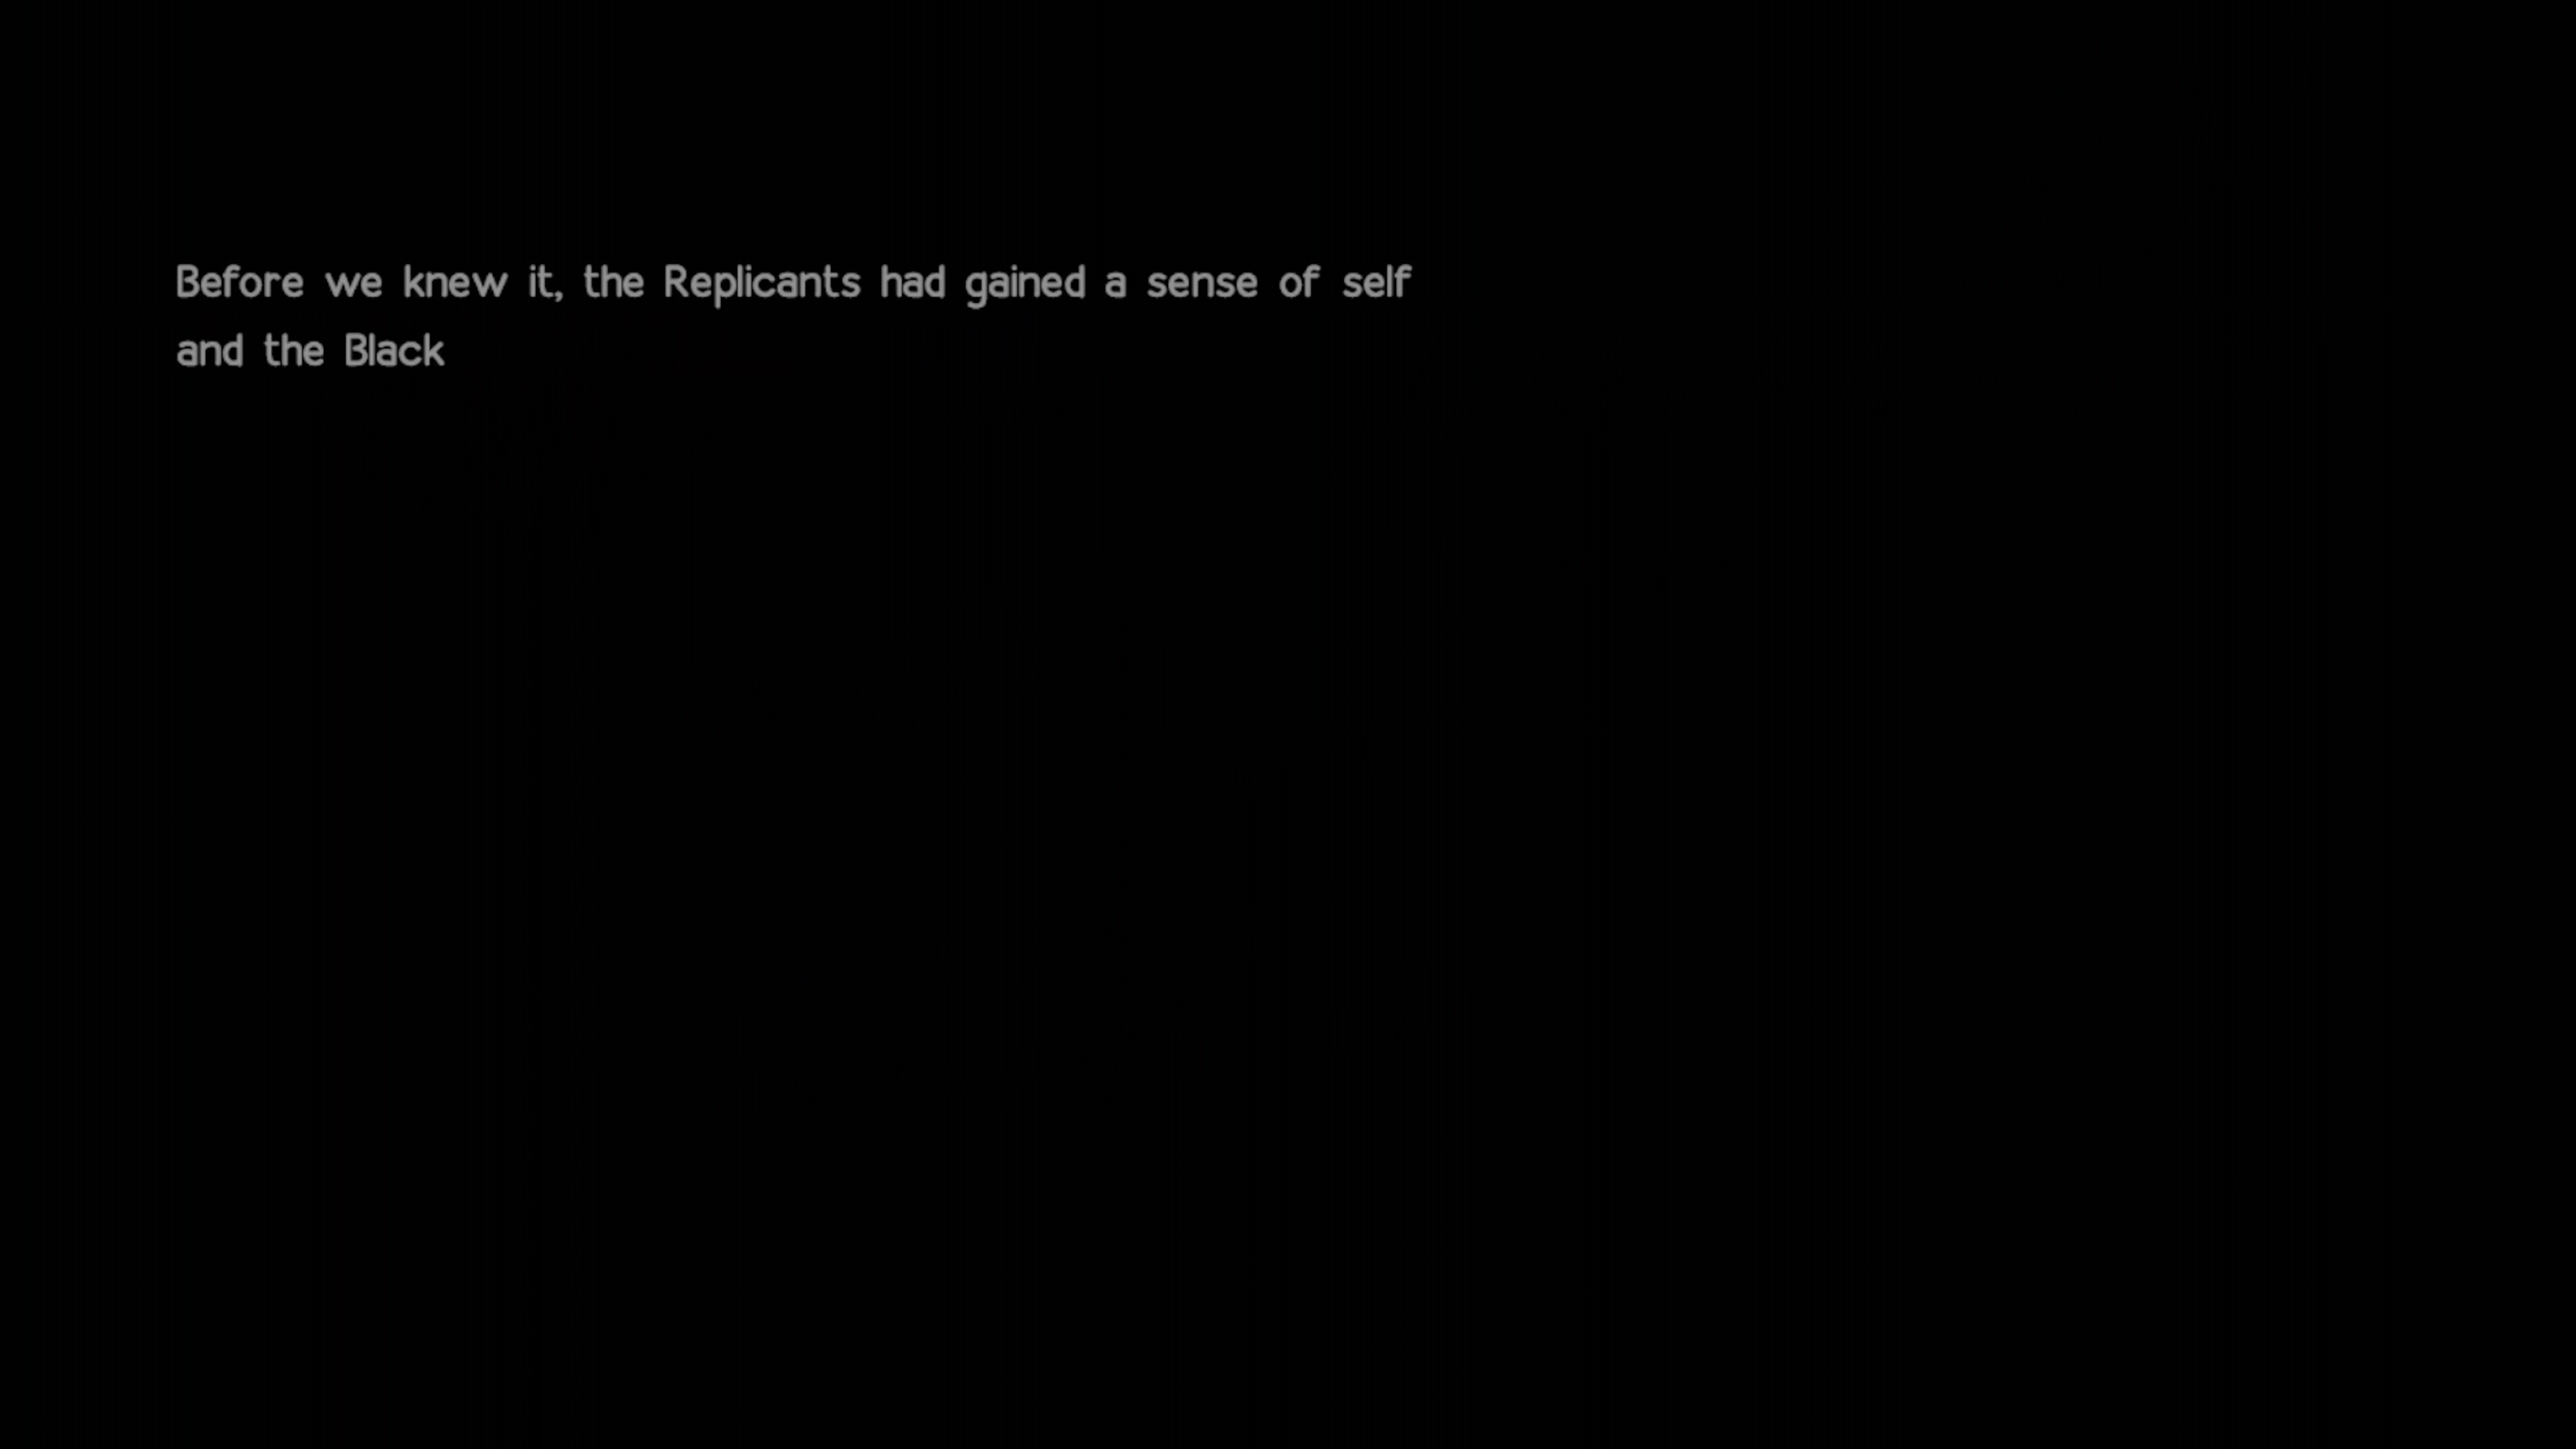 Before we knew it, the Replicants had gained a sense of self
and the Black